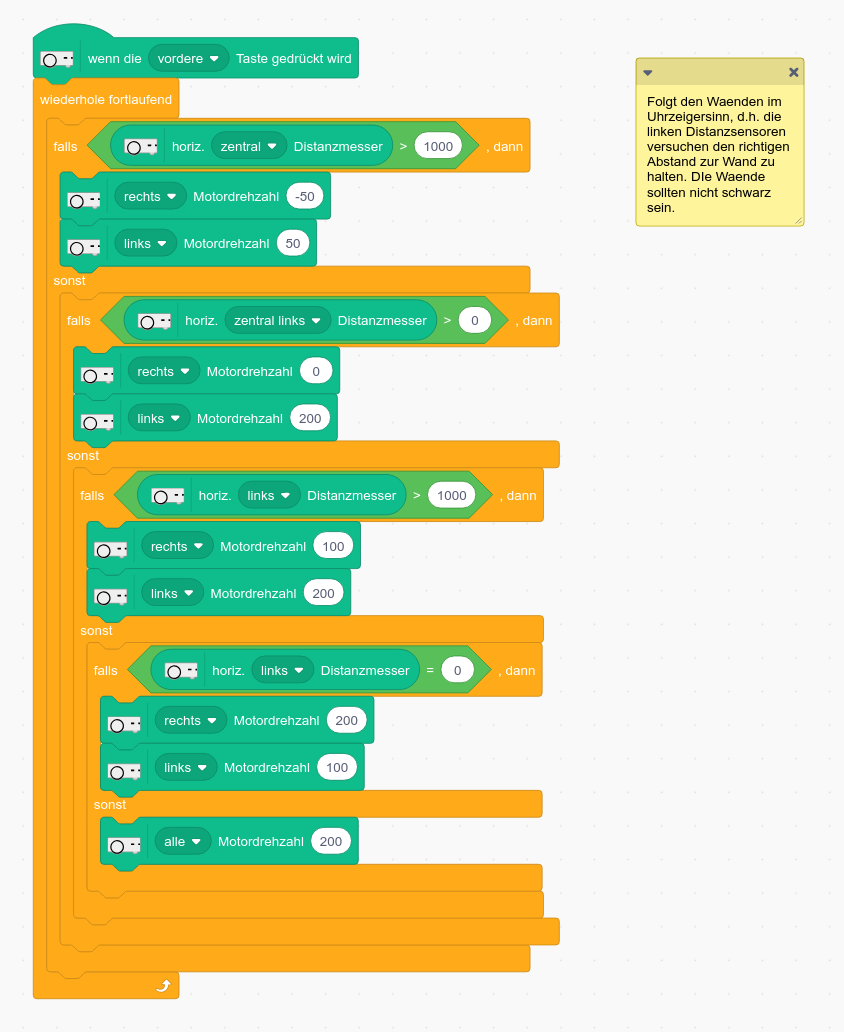 wenn die vordere Taste gedrückt wird
wiederhole fortlaufend
falls horiz. zentral Distanzmesser > 1000 , dann
rechts Motordrehzahl -50
links Motordrehzahl 50
sonst
falls horiz. zentral links Distanzmesser > 0 , dann
rechts Motordrehzahl 0
links Motordrehzahl 200
sonst
falls horiz. links Distanzmesser > 1000 , dann
rechts Motordrehzahl 100
links Motordrehzahl 200
sonst
falls horiz. links Distanzmesser = 0 , dann
rechts Motordrehzahl 200
links Motordrehzahl 100
sonst
alle Motordrehzahl 200
Folgt den Waenden im
Uhrzeigersinn, d.h. die
linken Distanzsensoren
versuchen den richtigen
Abstand zur Wand zu
halten. DIe Waende
sollten nicht schwarz
sein.